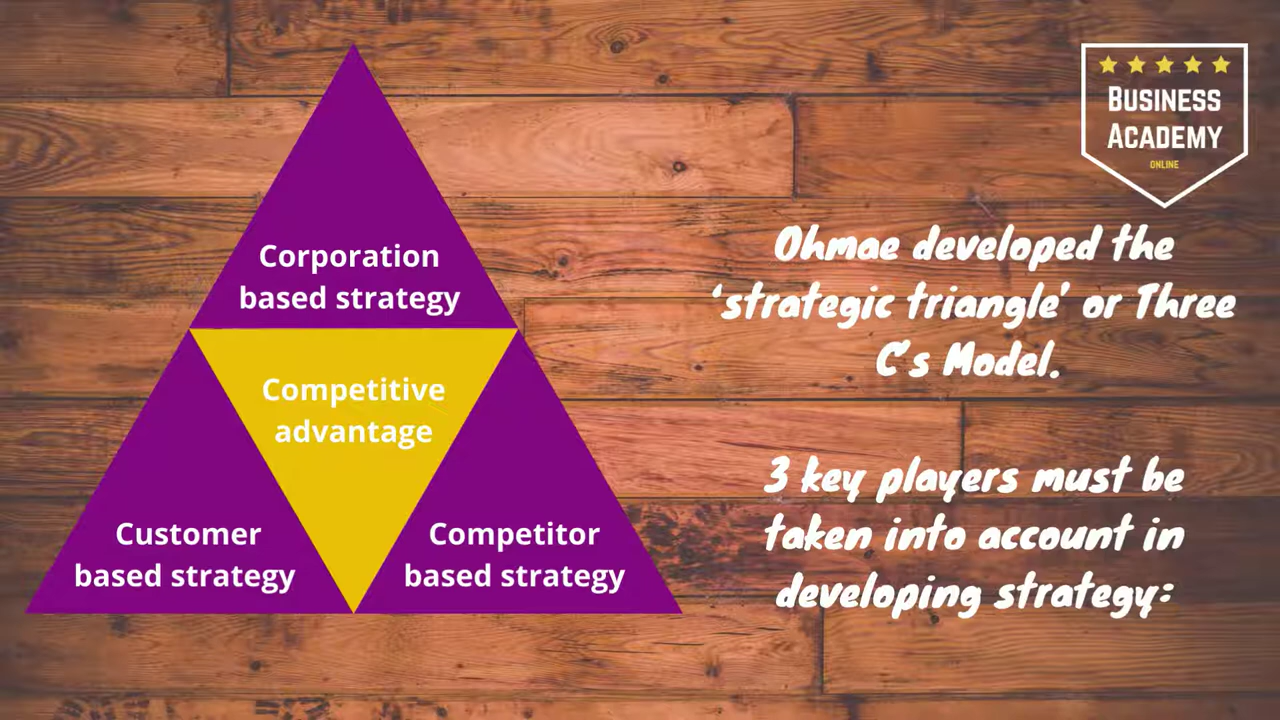 Corporation
based strategy
Competitive
advantage
Customer
based strategy
Competitor
based strategy
BUSINESS
ACADEMY
ONLINE
Ohmae developed the
‘strategic triangle’ or Three
C’s Model.
3 key players must be
taken into account in
developing strategy: